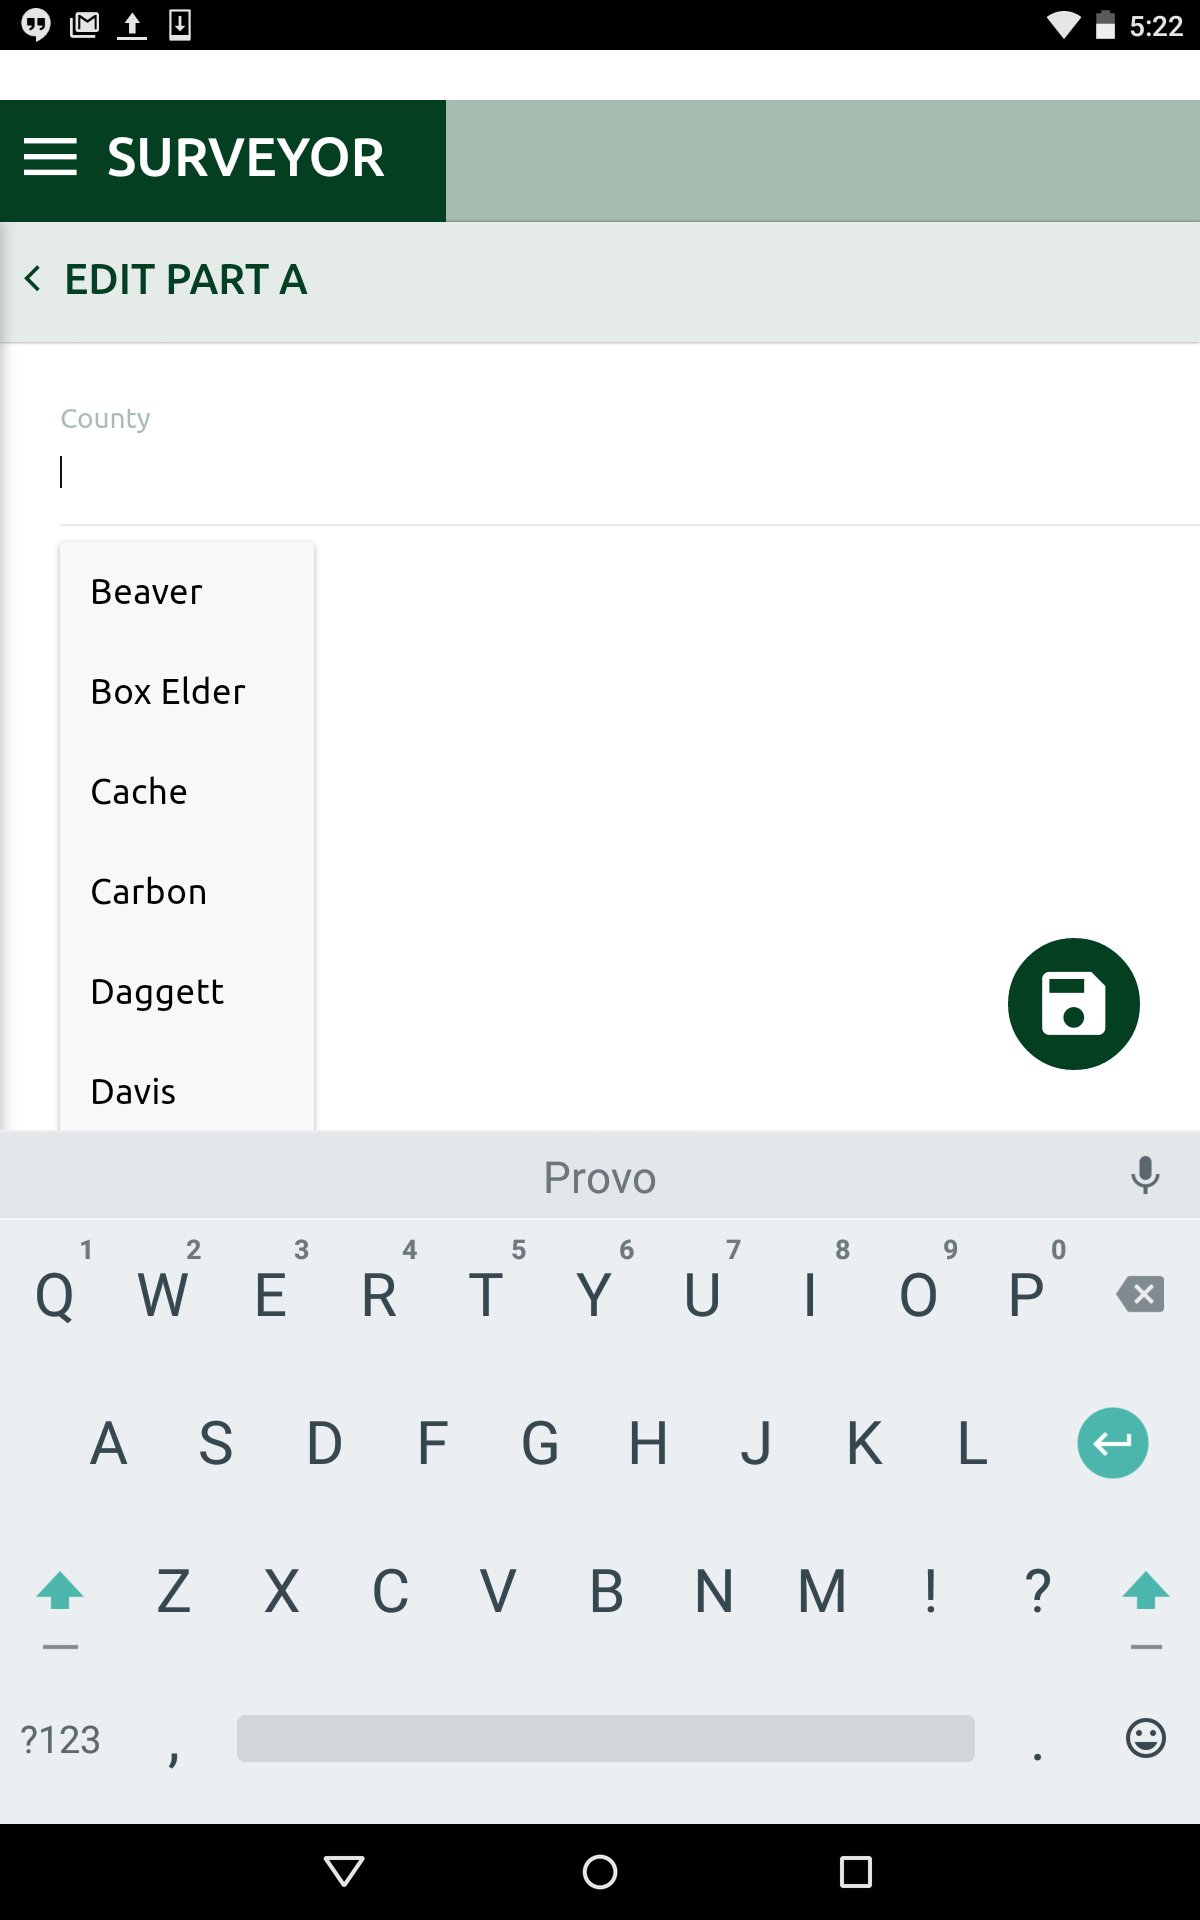 5:22
SURVEYOR
EDIT PART A
County
Beaver
Box Elder
Cache
Carbon
Daggett
Davis
Provo
1 2 3 4 5 6 7 8 9 0
Q W E R T Y U I O P
A S D F G H J K L
Z X C V B N M ! ?
?123 , .